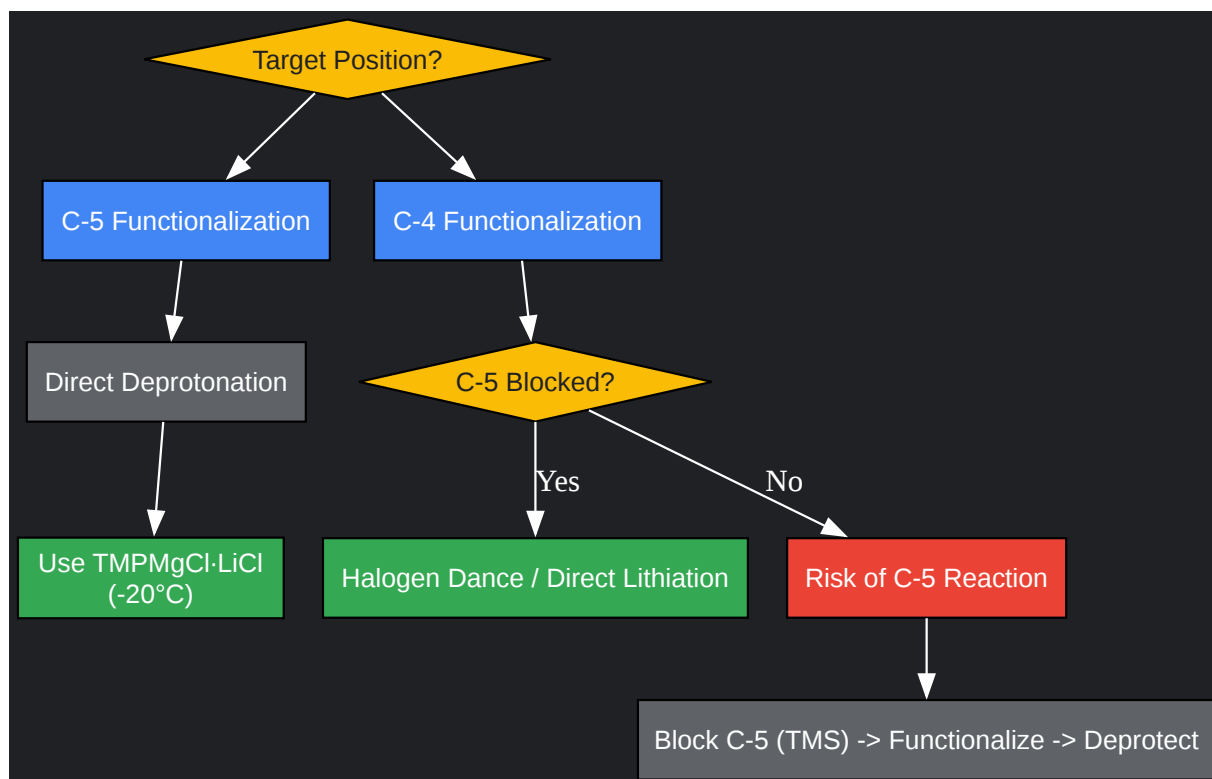 Target Position?
C-5 Functionalization
C-4 Functionalization
Direct Deprotonation
C-5 Blocked?
Yes
No
Use TMPMgCl·LiCl
(-20°C)
Halogen Dance / Direct Lithiation
Risk of C-5 Reaction
Block C-5 (TMS) -> Functionalize -> Deprotect